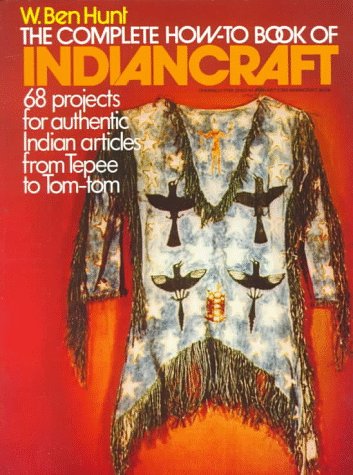 W. Ben Hunt
THE COMPLETE HOW-TO BOOK OF
INDIANCRAFT
68 projects
for authentic
Indian articles
from Tepee
to Tom-tom